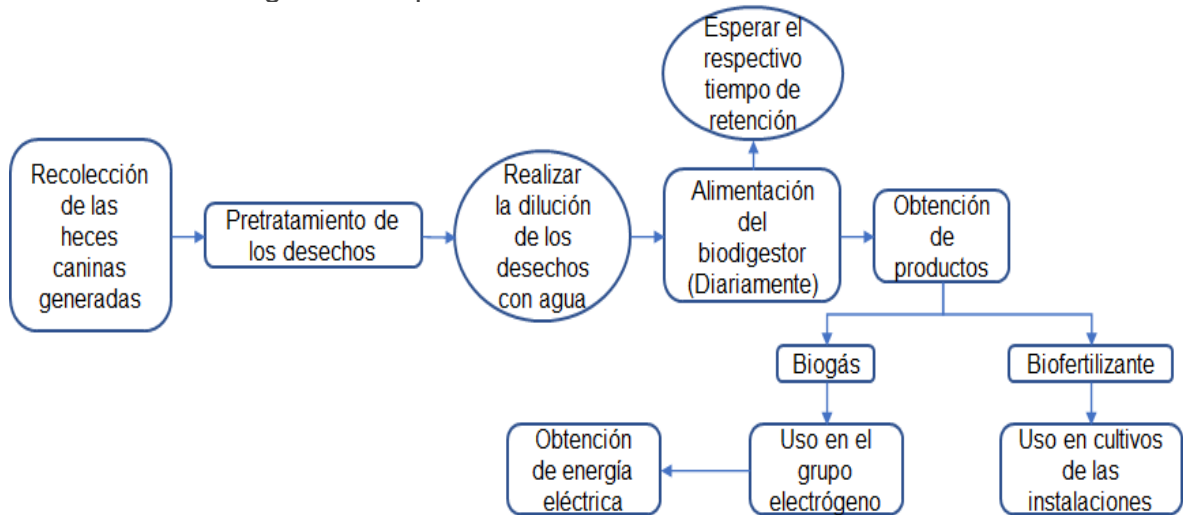 Recolección
de las
heces
caninas
generadas
Pretratamiento de
los desechos
Realizar
la dilución
de los
desechos
con agua
Esperar el
respectivo
tiempo de
retención
Alimentación
del
biodigestor
(Diariamente)
Obtención
de
productos
Biogás
Biofertilizante
Obtención
de energía
eléctrica
Uso en el
grupo
electrógeno
Uso en cultivos
de las
instalaciones